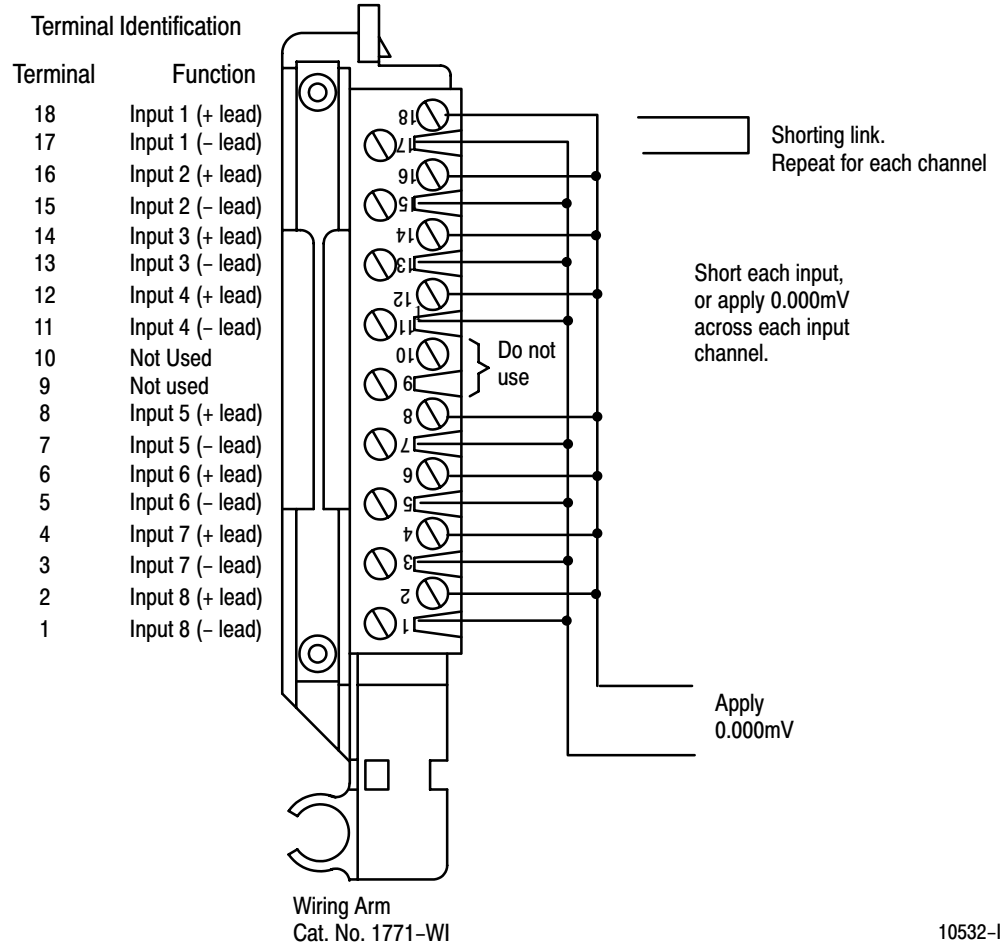 Terminal Identification
Terminal Function
18 Input 1 (+ lead)
17 Input 1 (– lead)
16 Input 2 (+ lead)
15 Input 2 (– lead)
14 Input 3 (+ lead)
13 Input 3 (– lead)
12 Input 4 (+ lead)
11 Input 4 (– lead)
10 Not Used
9 Not used
8 Input 5 (+ lead)
7 Input 5 (– lead)
6 Input 6 (+ lead)
5 Input 6 (– lead)
4 Input 7 (+ lead)
3 Input 7 (– lead)
2 Input 8 (+ lead)
1 Input 8 (– lead)
18
17
16
15
14
13
12
11
10
9
8
7
6
5
4
3
2
1
Do not
use
Shorting link.
Repeat for each channel
Short each input,
or apply 0.000mV
across each input
channel.
Apply
0.000mV
Wiring Arm
Cat. No. 1771–WI
10532–I